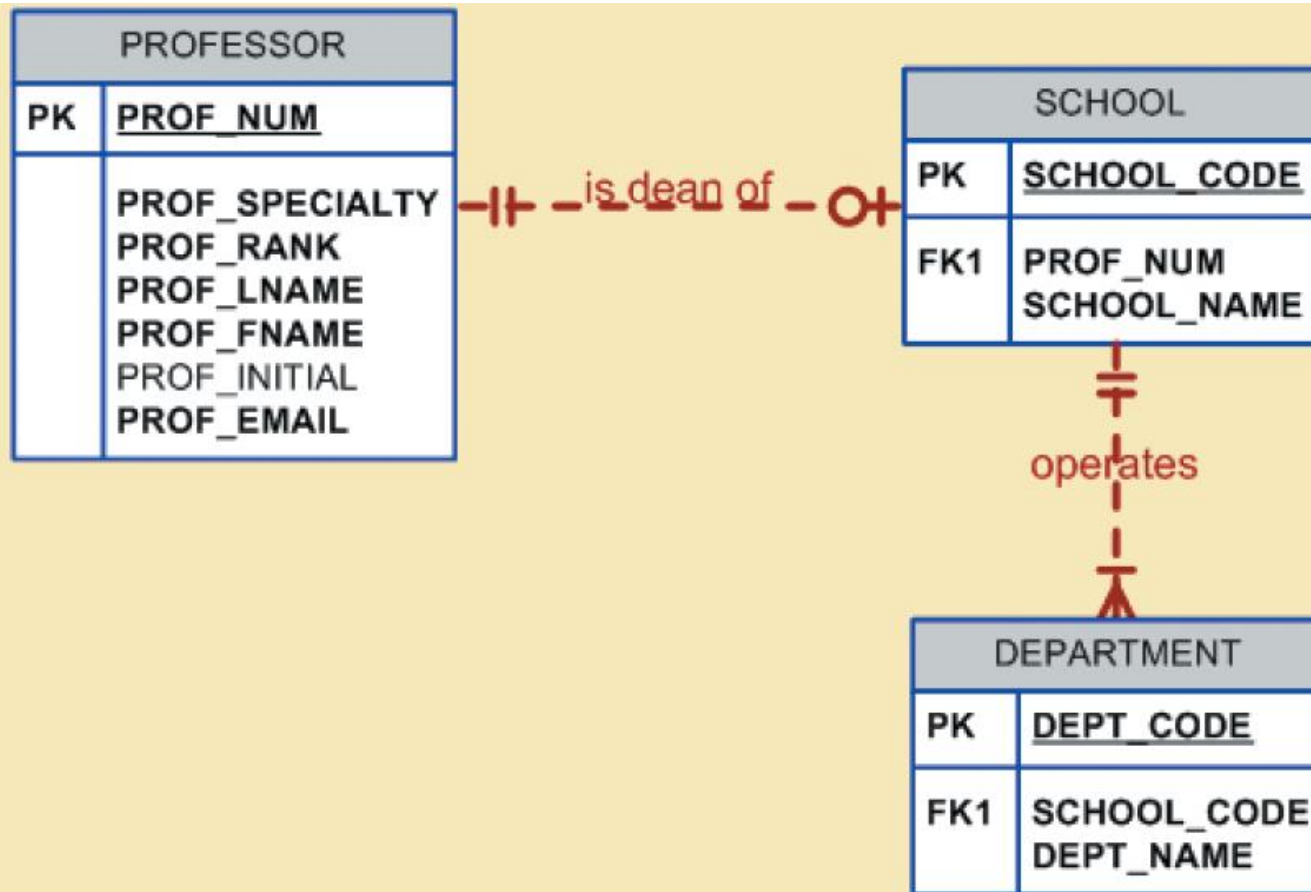 PROFESSOR
PK PROF_NUM
PROF_SPECIALTY
PROF_RANK
PROF_LNAME
PROF_FNAME
PROF_INITIAL
PROF_EMAIL
is dean of
SCHOOL
PK SCHOOL_CODE
FK1 PROF_NUM
SCHOOL_NAME
operates
DEPARTMENT
PK DEPT_CODE
FK1 SCHOOL_CODE
DEPT_NAME